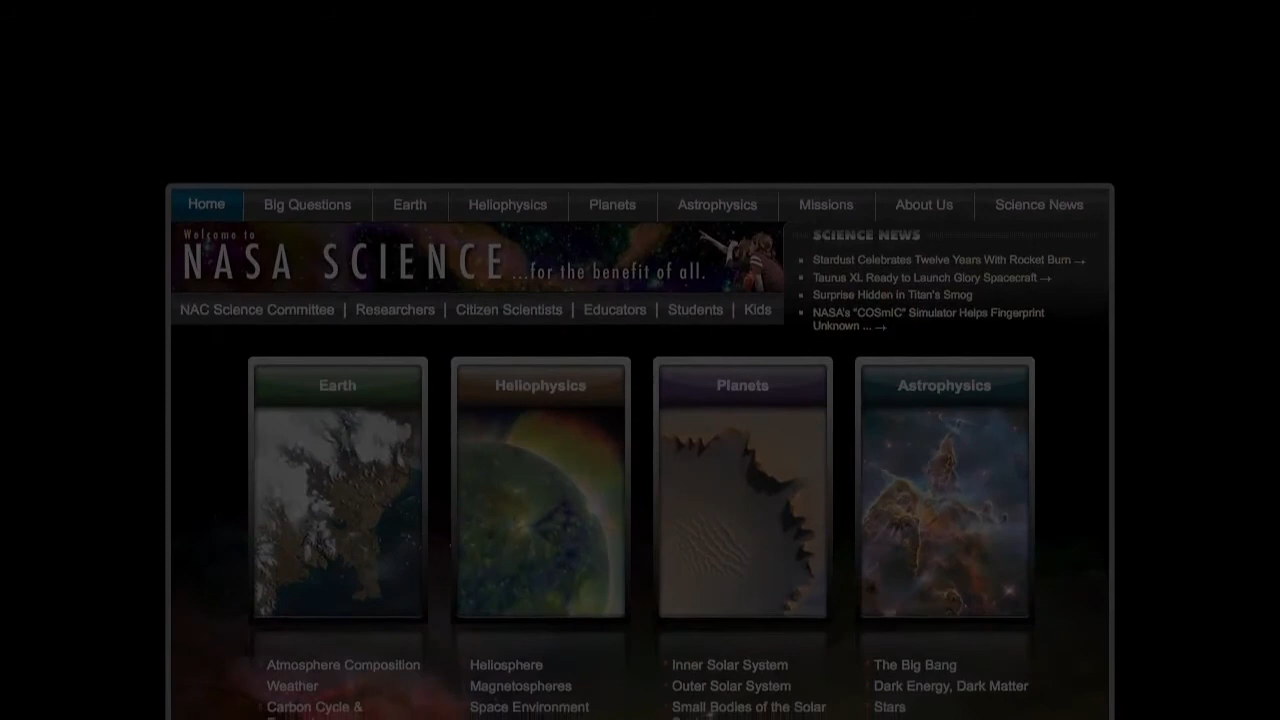 Home Big Questions Earth Heliophysics Planets Astrophysics Missions About Us Science News
Welcome to
NASA SCIENCE ...for the benefit of all.
NAC Science Committee | Researchers | Citizen Scientists | Educators | Students | Kids
SCIENCE NEWS
Stardust Celebrates Twelve Years With Rocket Burn →
Taurus XL Ready to Launch Glory Spacecraft →
Surprise Hidden in Titan's Smog
NASA's "COSmIC" Simulator Helps Fingerprint
Unknown ... →
Earth
Heliophysics
Planets
Astrophysics
Atmosphere Composition
Weather
Carbon Cycle &
Heliosphere
Magnetospheres
Space Environment
Inner Solar System
Outer Solar System
Small Bodies of the Solar
The Big Bang
Dark Energy, Dark Matter
Stars